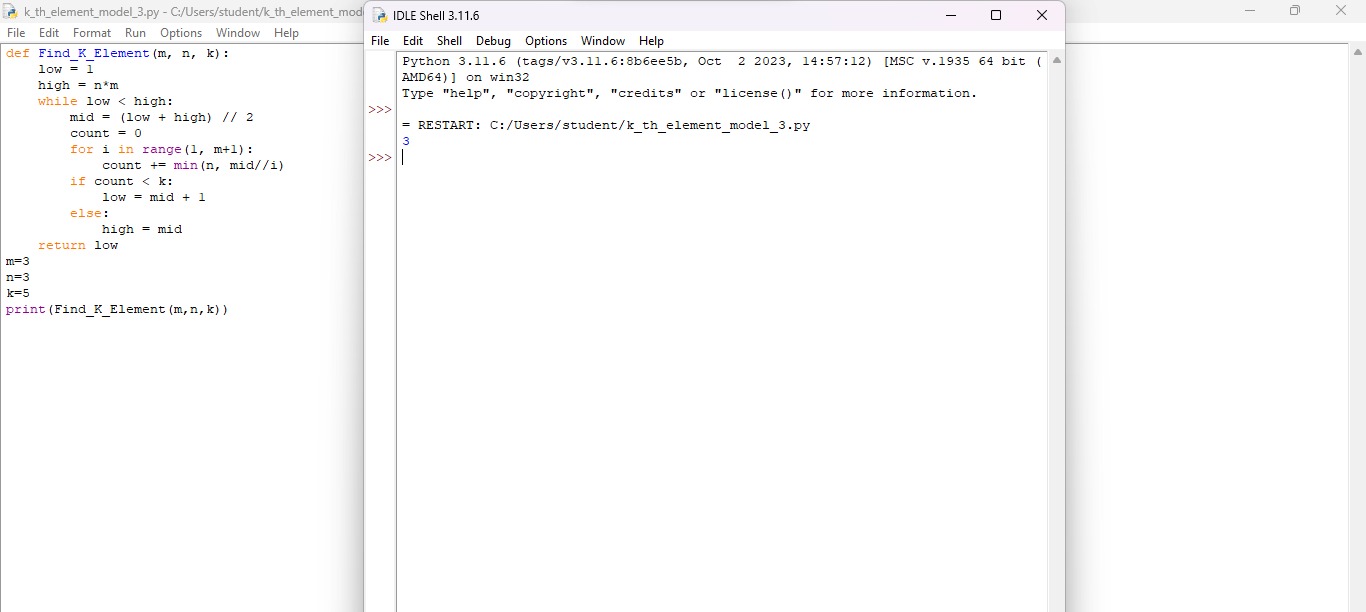 k_th_element_model_3.py - C:/Users/student/k_th_element_mod
File Edit Format Run Options Window Help
def Find_K_Element(m, n, k):
    low = 1
    high = n*m
    while low < high:
        mid = (low + high) // 2
        count = 0
        for i in range(1, m+1):
            count += min(n, mid//i)
        if count < k:
            low = mid + 1
        else:
            high = mid
    return low
m=3
n=3
k=5
print(Find_K_Element(m,n,k))
IDLE Shell 3.11.6
File Edit Shell Debug Options Window Help
Python 3.11.6 (tags/v3.11.6:8b6ee5b, Oct  2 2023, 14:57:12) [MSC v.1935 64 bit (
AMD64)] on win32
Type "help", "copyright", "credits" or "license()" for more information.
>>>
= RESTART: C:/Users/student/k_th_element_model_3.py
3
>>>